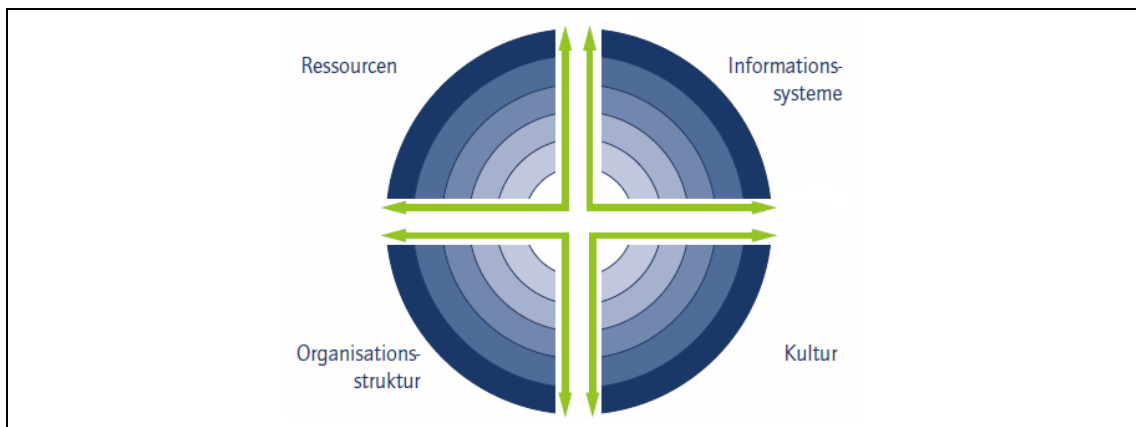 Ressourcen
Informations-
systeme
Organisations-
struktur
Kultur